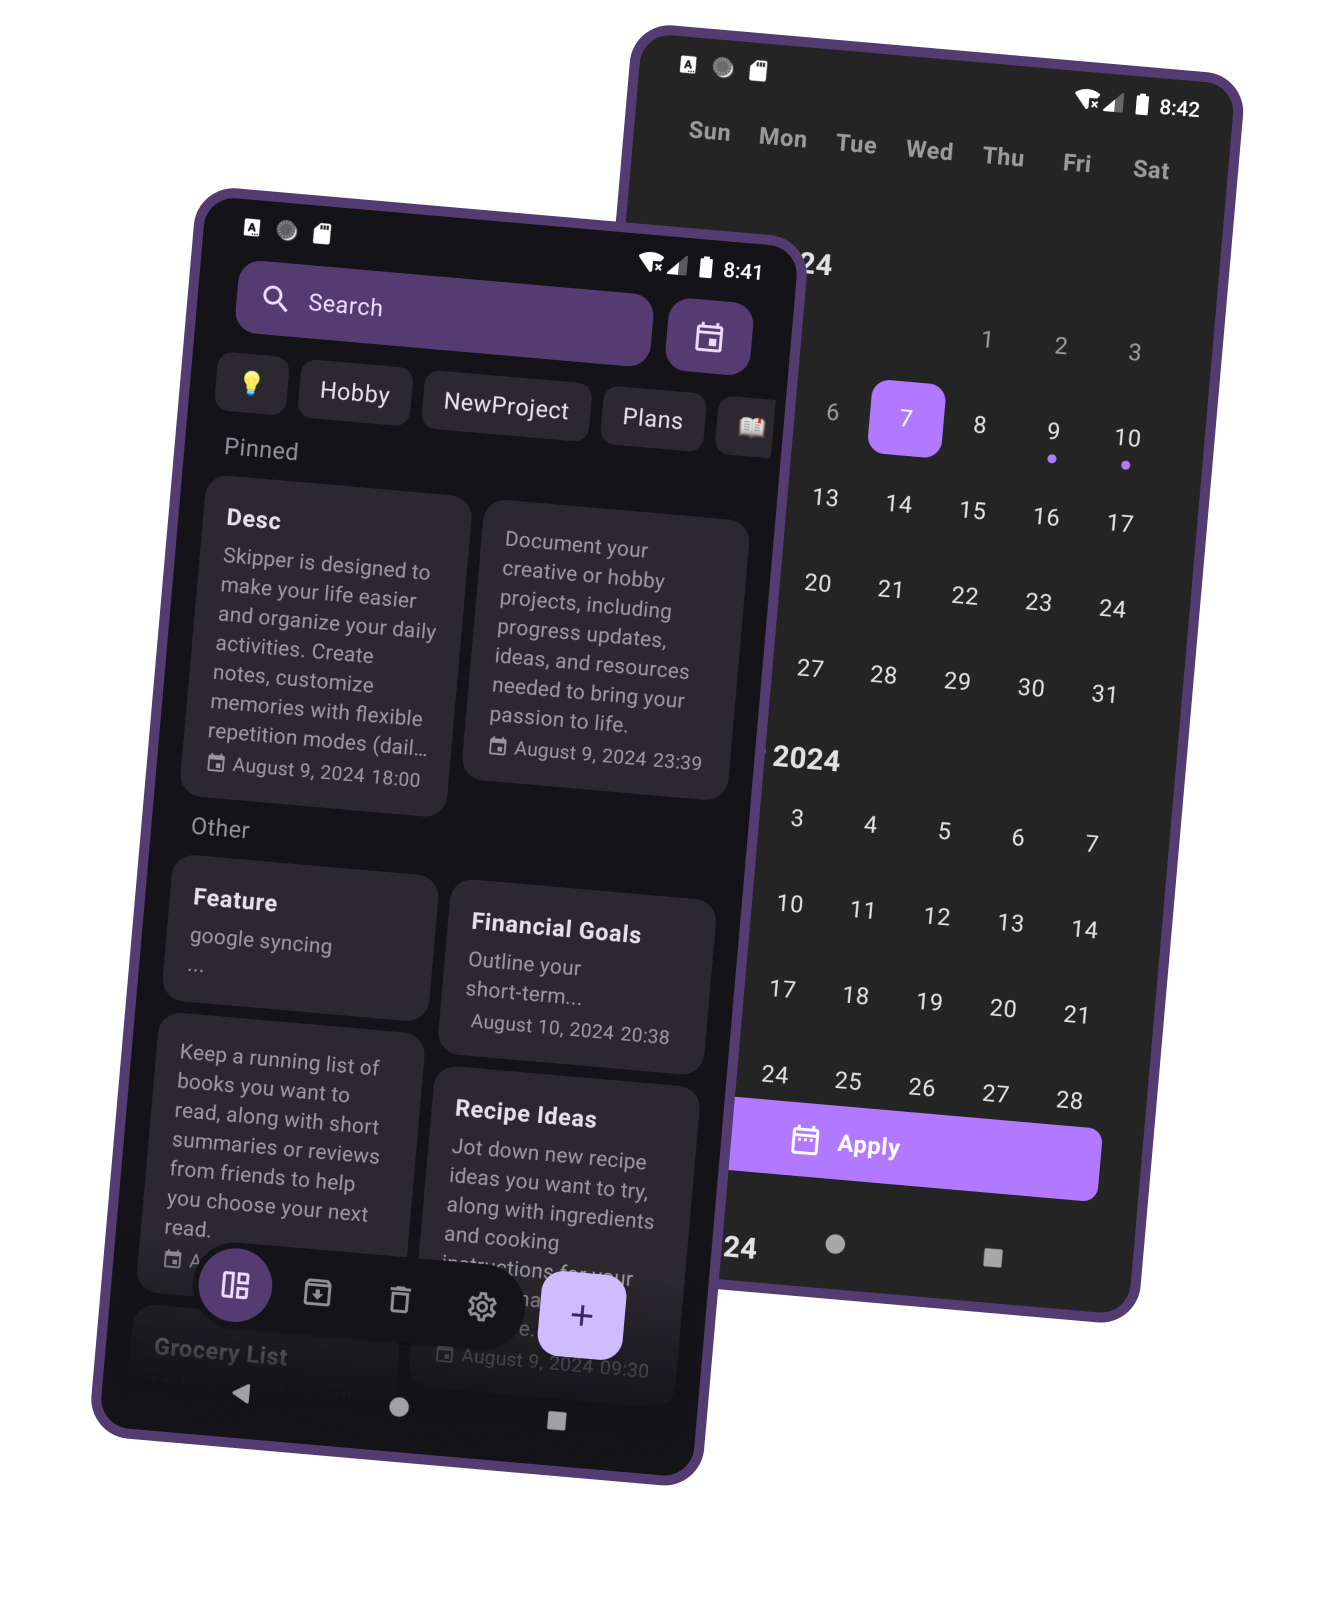 8:41
Search
Hobby
NewProject
Plans
Pinned
Desc
Skipper is designed to
make your life easier
and organize your daily
activities. Create
notes, customize
memories with flexible
repetition modes (dail...
August 9, 2024 18:00
Document your
creative or hobby
projects, including
progress updates,
ideas, and resources
needed to bring your
passion to life.
August 9, 2024 23:39
Other
Feature
google syncing
...
Financial Goals
Outline your
short-term...
August 10, 2024 20:38
Keep a running list of
books you want to
read, along with short
summaries or reviews
from friends to help
you choose your next
read.
A
Recipe Ideas
Jot down new recipe
ideas you want to try,
along with ingredients
and cooking
instructions for your
e.
August 9, 2024 09:30
Grocery List
8:42
Sun Mon Tue Wed Thu Fri Sat
24
1 2 3
6 7 8 9 10
13 14 15 16 17
20 21 22 23 24
27 28 29 30 31
2024
3 4 5 6 7
10 11 12 13 14
17 18 19 20 21
24 25 26 27 28
Apply
24